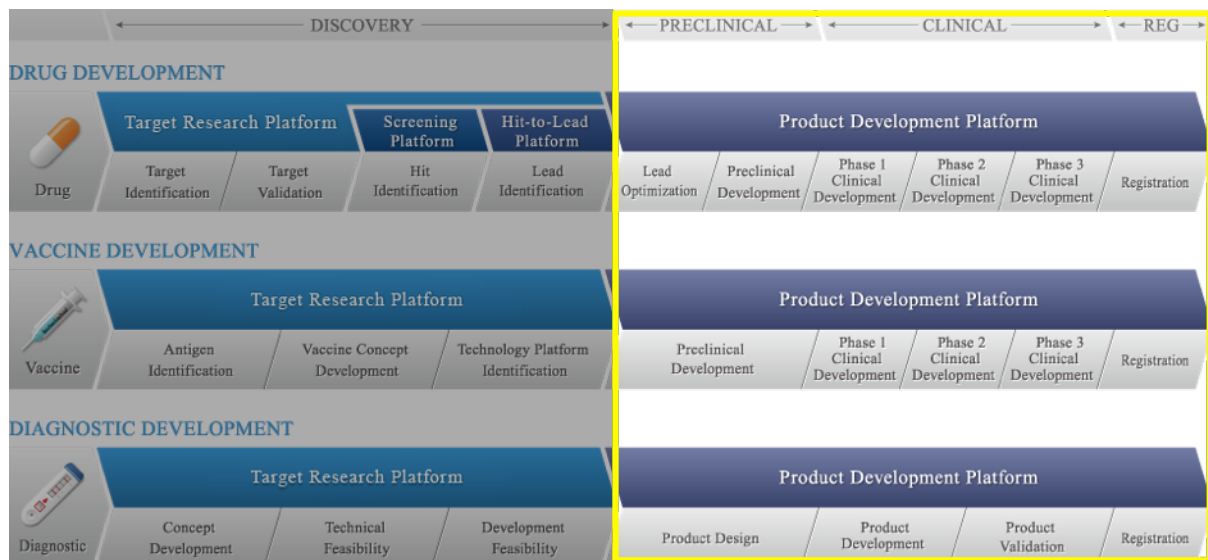 DISCOVERY PRECLINICAL CLINICAL REG
DRUG DEVELOPMENT
Target Research Platform
Screening
Platform
Hit-to-Lead
Platform
Product Development Platform
Drug
Target
Identification
Target
Validation
Hit
Identification
Lead
Identification
Lead
Optimization
Preclinical
Development
Phase 1
Clinical
Development
Phase 2
Clinical
Development
Phase 3
Clinical
Development
Registration
VACCINE DEVELOPMENT
Target Research Platform
Product Development Platform
Vaccine
Antigen
Identification
Vaccine Concept
Development
Technology Platform
Identification
Preclinical
Development
Phase 1
Clinical
Development
Phase 2
Clinical
Development
Phase 3
Clinical
Development
Registration
DIAGNOSTIC DEVELOPMENT
Target Research Platform
Product Development Platform
Diagnostic
Concept
Development
Technical
Feasibility
Development
Feasibility
Product Design
Product
Development
Product
Validation
Registration